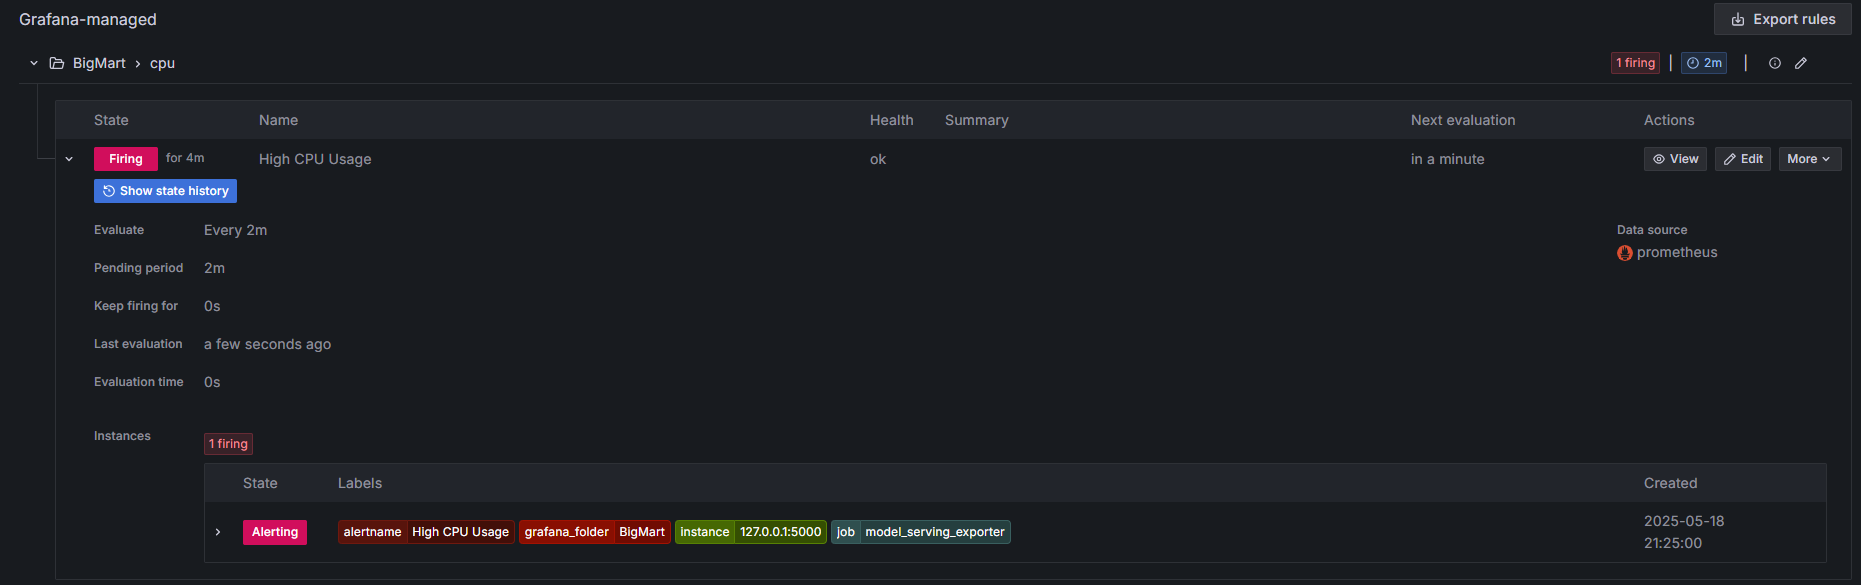 Grafana-managed
Export rules
BigMart > cpu
1 firing
2m
State Name Health Summary Next evaluation Actions
Firing for 4m High CPU Usage ok in a minute View Edit More
Show state history
Evaluate Every 2m
Data source
prometheus
Pending period 2m
Keep firing for 0s
Last evaluation a few seconds ago
Evaluation time 0s
Instances 1 firing
State Labels Created
Alerting alertname High CPU Usage grafana_folder BigMart instance 127.0.0.1:5000 job model_serving_exporter 2025-05-18
21:25:00